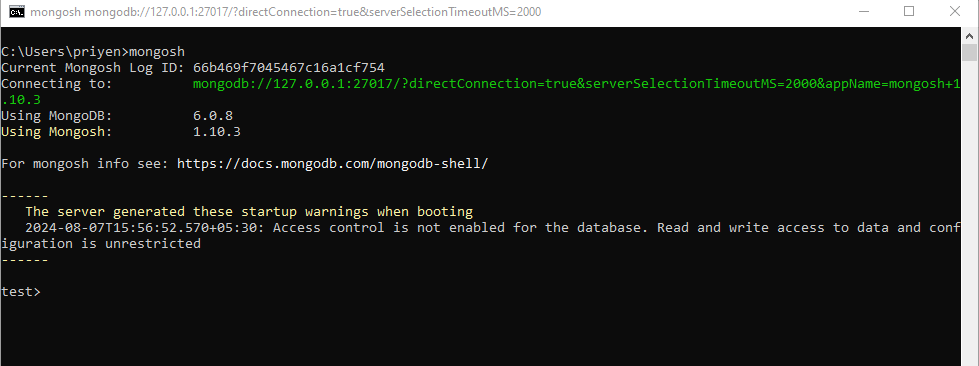 mongosh mongodb://127.0.0.1:27017/?directConnection=true&serverSelectionTimeoutMS=2000
C:\Users\priyen>mongosh
Current Mongosh Log ID: 66b469f7045467c16a1cf754
Connecting to:          mongodb://127.0.0.1:27017/?directConnection=true&serverSelectionTimeoutMS=2000&appName=mongosh+1
.10.3
Using MongoDB:          6.0.8
Using Mongosh:          1.10.3
For mongosh info see: https://docs.mongodb.com/mongodb-shell/
------
   The server generated these startup warnings when booting
   2024-08-07T15:56:52.570+05:30: Access control is not enabled for the database. Read and write access to data and conf
iguration is unrestricted
------
test>